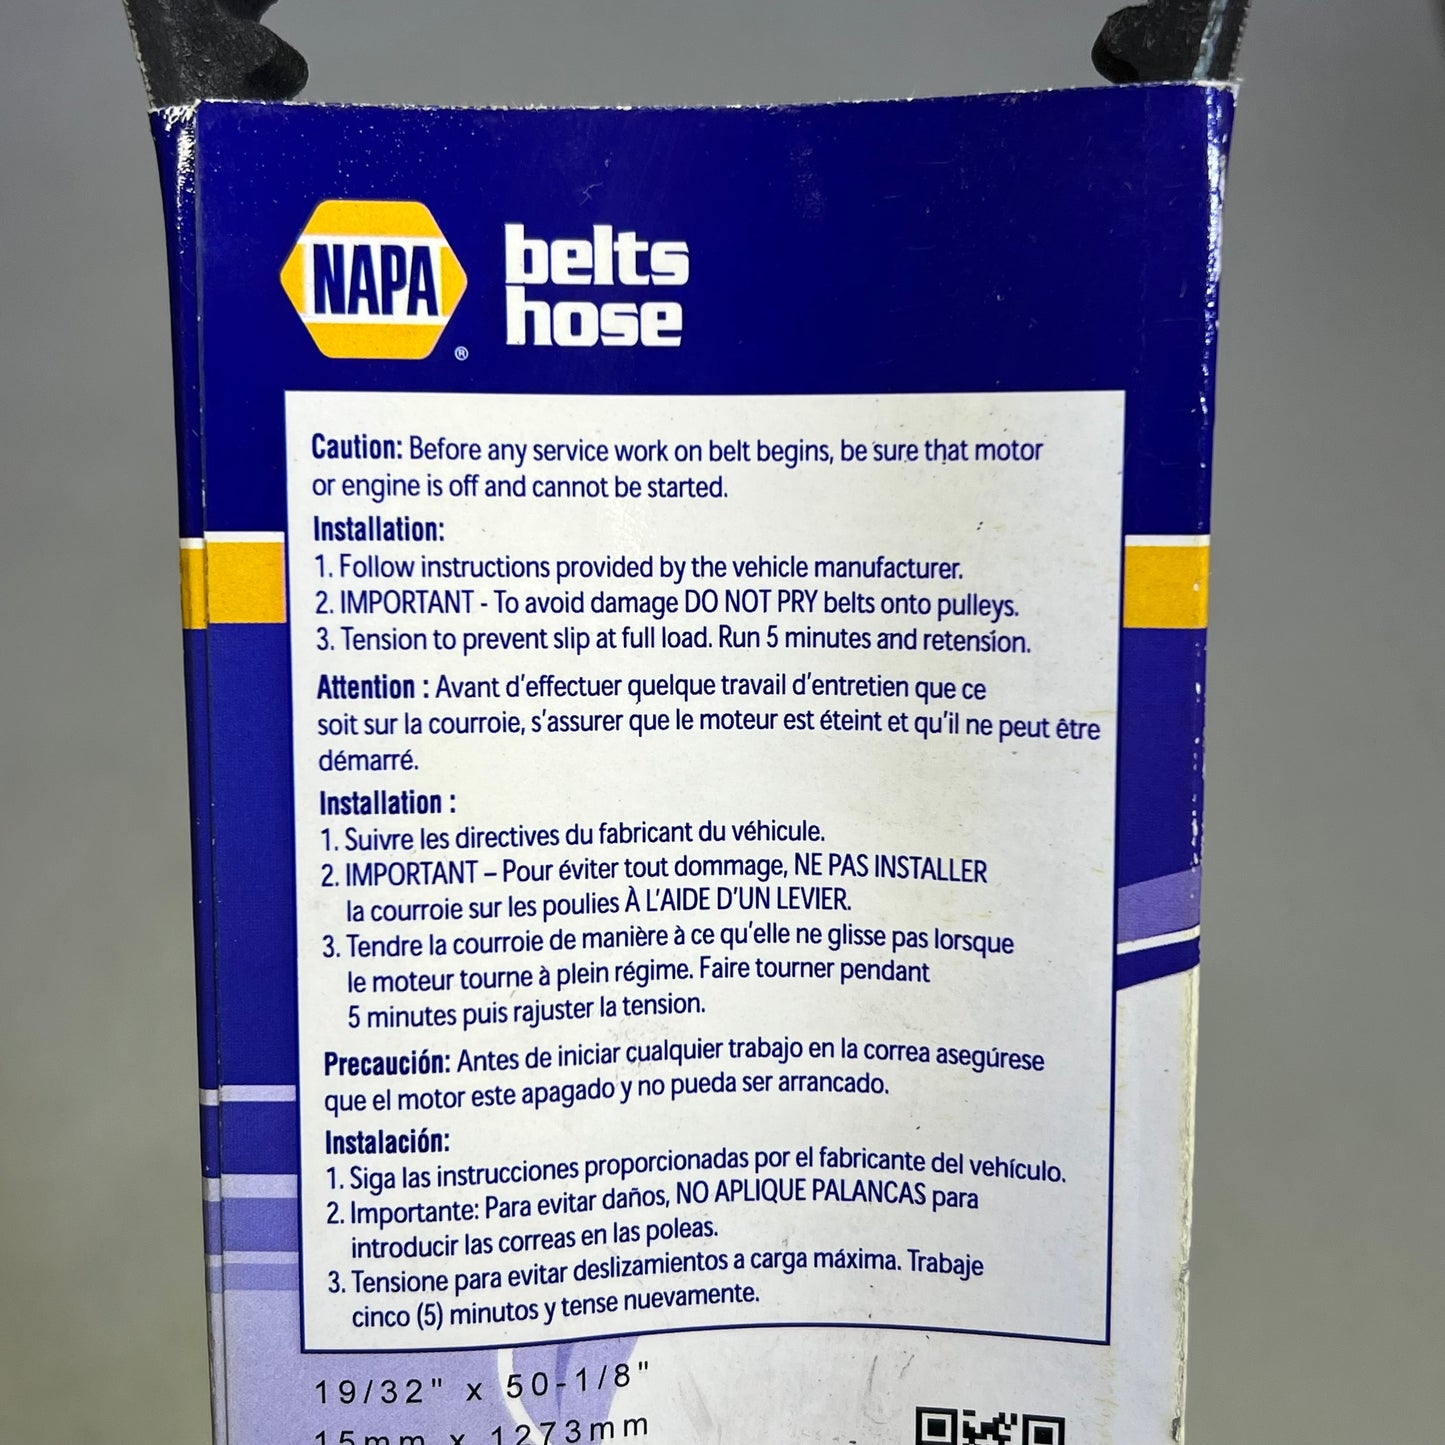 NAPA
®
belts
hose
Caution: Before any service work on belt begins, be sure that motor
or engine is off and cannot be started.
Installation:
1. Follow instructions provided by the vehicle manufacturer.
2. IMPORTANT - To avoid damage DO NOT PRY belts onto pulleys.
3. Tension to prevent slip at full load. Run 5 minutes and retension.
Attention : Avant d'effectuer quelque travail d'entretien que ce
soit sur la courroie, s'assurer que le moteur est éteint et qu'il ne peut être
démarré.
Installation :
1. Suivre les directives du fabricant du véhicule.
2. IMPORTANT – Pour éviter tout dommage, NE PAS INSTALLER
la courroie sur les poulies À L'AIDE D'UN LEVIER.
3. Tendre la courroie de manière à ce qu'elle ne glisse pas lorsque
le moteur tourne à plein régime. Faire tourner pendant
5 minutes puis rajuster la tension.
Precaución: Antes de iniciar cualquier trabajo en la correa asegúrese
que el motor este apagado y no pueda ser arrancado.
Instalación:
1. Siga las instrucciones proporcionadas por el fabricante del vehículo.
2. Importante: Para evitar daños, NO APLIQUE PALANCAS para
introducir las correas en las poleas.
3. Tensione para evitar deslizamientos a carga máxima. Trabaje
cinco (5) minutos y tense nuevamente.
19/32" x 50-1/8"
15mm x 1273mm